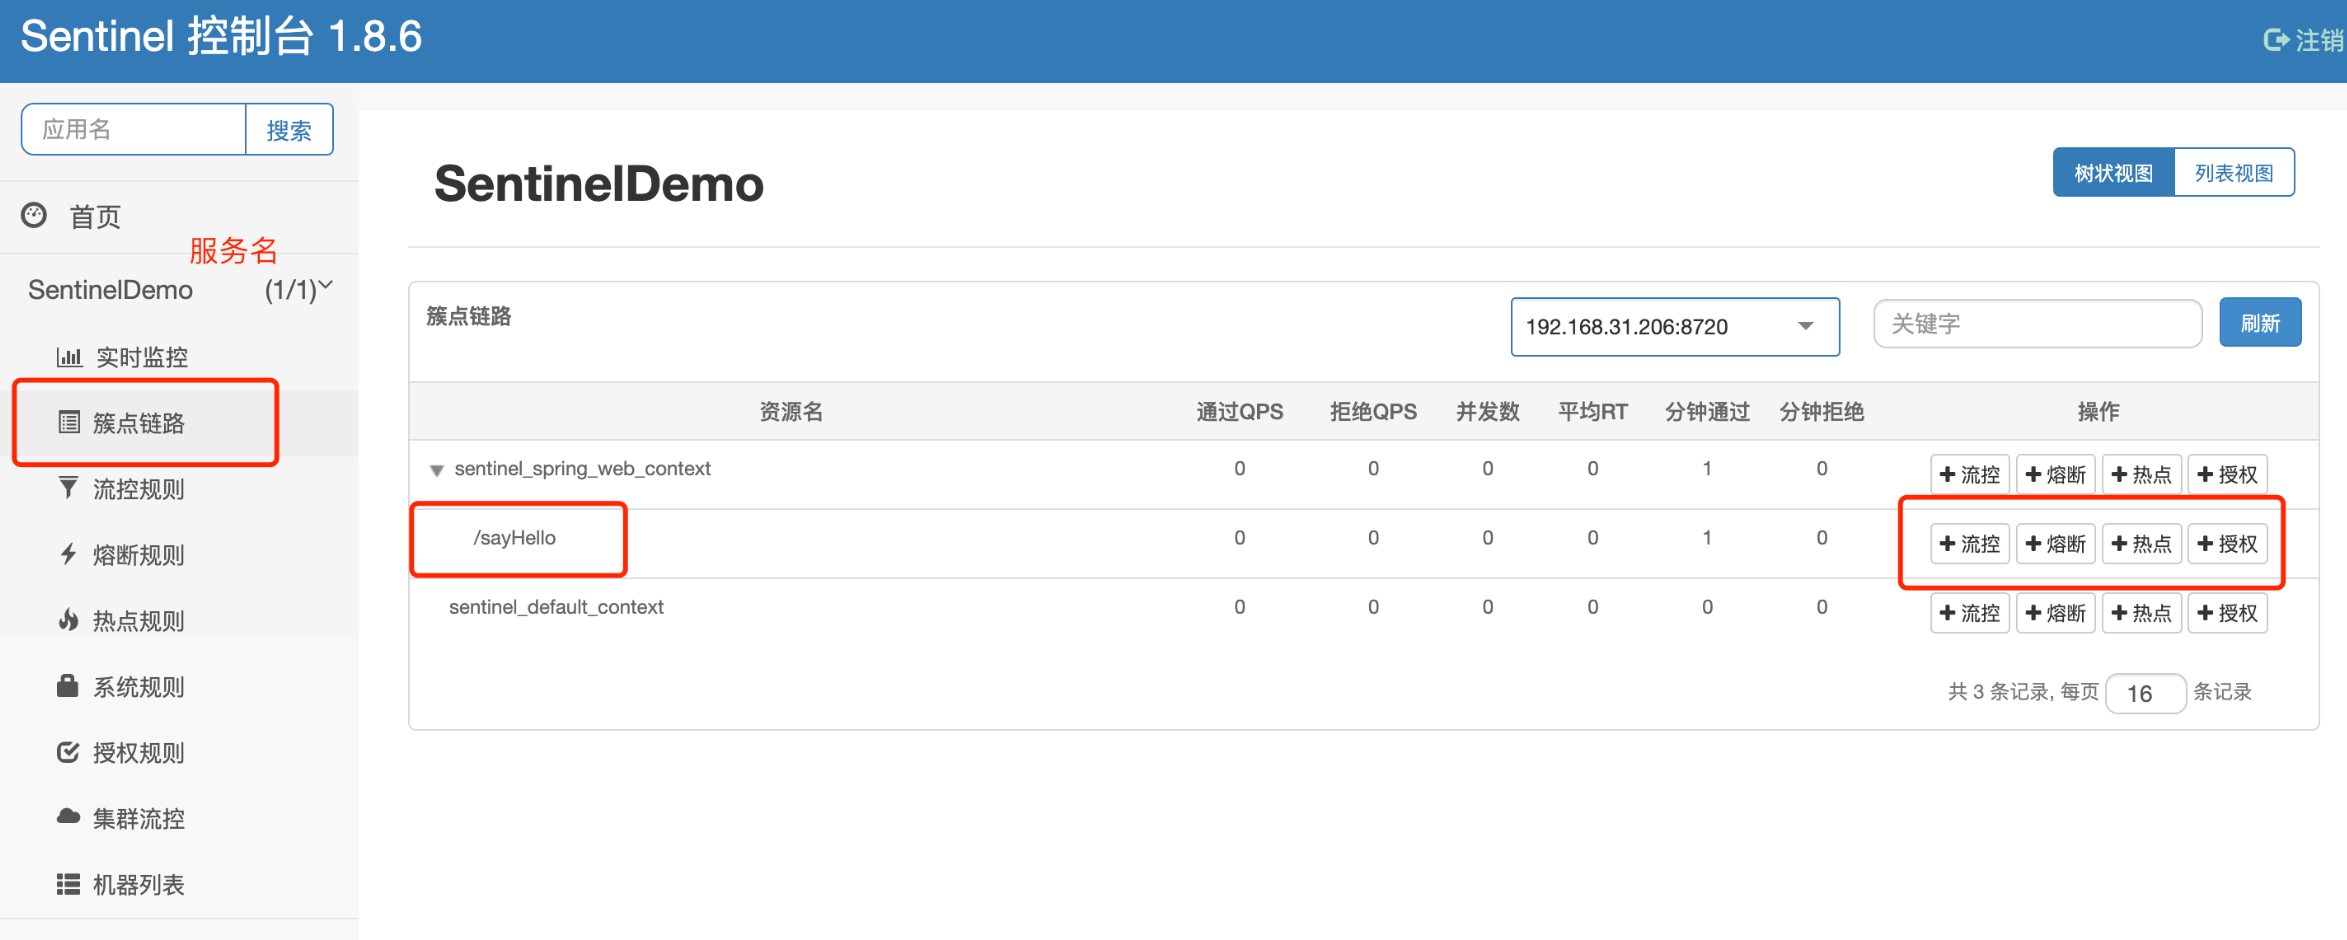 Sentinel 控制台 1.8.6
注销
应用名 搜索
首页
服务名
SentinelDemo (1/1)
实时监控
簇点链路
流控规则
熔断规则
热点规则
系统规则
授权规则
集群流控
机器列表
SentinelDemo
树状视图 列表视图
簇点链路 192.168.31.206:8720 关键字 刷新
资源名 通过QPS 拒绝QPS 并发数 平均RT 分钟通过 分钟拒绝 操作
sentinel_spring_web_context 0 0 0 0 1 0 +流控 +熔断 +热点 +授权
/sayHello 0 0 0 0 1 0 +流控 +熔断 +热点 +授权
sentinel_default_context 0 0 0 0 0 0 +流控 +熔断 +热点 +授权
共 3 条记录, 每页 16 条记录